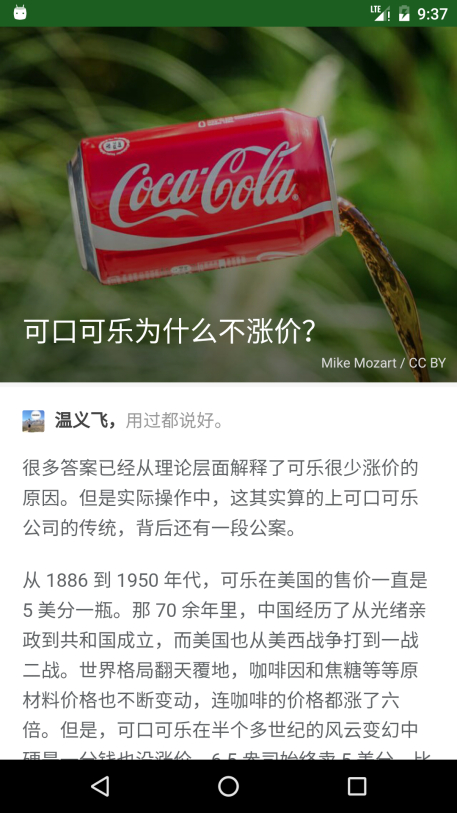 LTE
9:37
Coca-Cola
可口可乐为什么不涨价?
Mike Mozart / CC BY
温义飞，用过都说好。
很多答案已经从理论层面解释了可乐很少涨价的
原因。但是实际操作中，这其实算的上可口可乐
公司的传统，背后还有一段公案。
从 1886 到 1950 年代，可乐在美国的售价一直是
5 美分一瓶。那 70 余年里，中国经历了从光绪亲
政到共和国成立，而美国也从美西战争打到一战
二战。世界格局翻天覆地，咖啡因和焦糖等等原
材料价格也不断变动，连咖啡的价格都涨了六
倍。但是，可口可乐在半个多世纪的风云变幻中
硬是一分钱也没涨价，6.5 盎司始终卖 5 美分，比